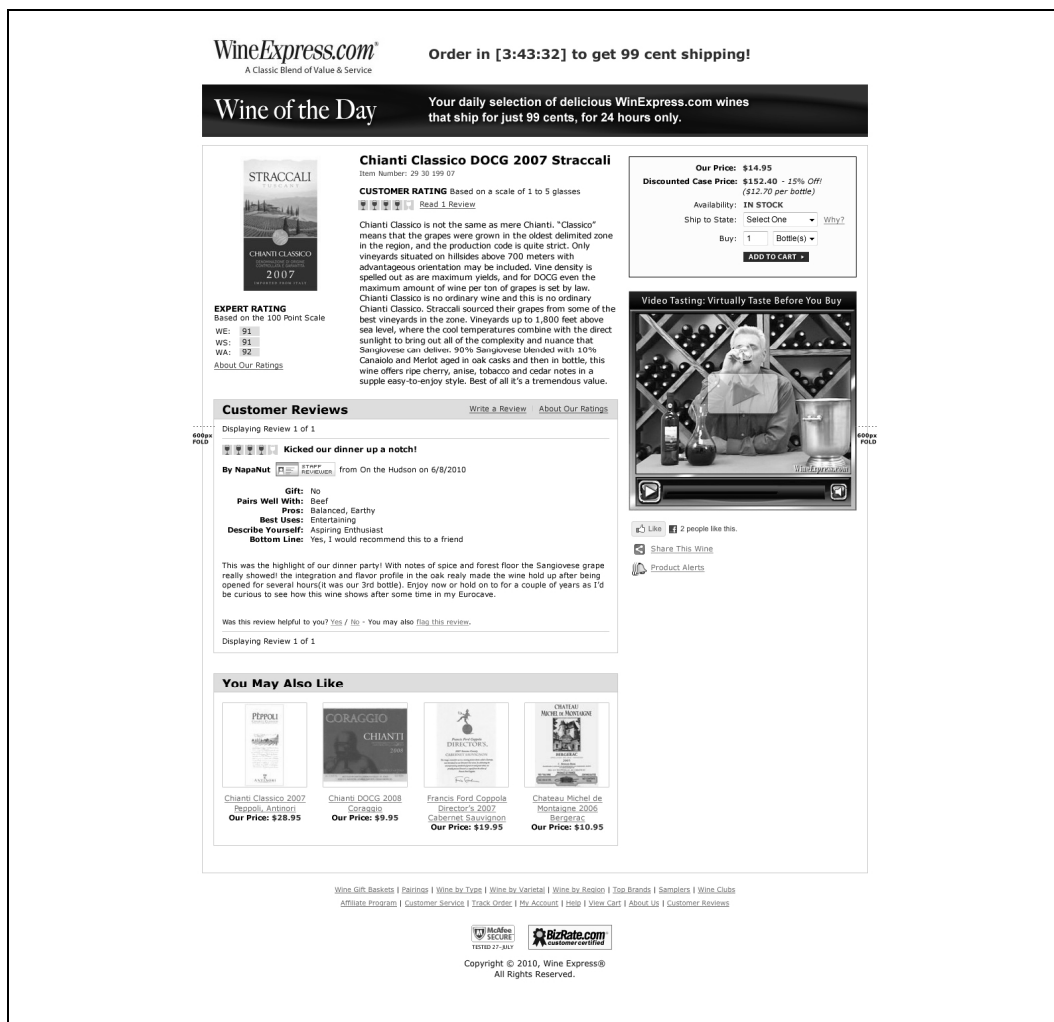 WineExpress.com®
A Classic Blend of Value & Service
Order in [3:43:32] to get 99 cent shipping!
Wine of the Day
Your daily selection of delicious WinExpress.com wines
that ship for just 99 cents, for 24 hours only.
STRACCALI
TUSCANY
CHIANTI CLASSICO
2007
IMPORTED FROM ITALY
EXPERT RATING
Based on the 100 Point Scale
WE: 91
WS: 91
WA: 92
About Our Ratings
Chianti Classico DOCG 2007 Straccali
Item Number: 29 30 199 07
CUSTOMER RATING Based on a scale of 1 to 5 glasses
Read 1 Review
Chianti Classico is not the same as mere Chianti. “Classico”
means that the grapes were grown in the oldest delimited zone
in the region, and the production code is quite strict. Only
vineyards situated on hillsides above 700 meters with
advantageous orientation may be included. Vine density is
spelled out as are maximum yields, and for DOCG even the
maximum amount of wine per ton of grapes is set by law.
Chianti Classico is no ordinary wine and this is no ordinary
Chianti Classico. Straccali sourced their grapes from some of the
best vineyards in the zone. Vineyards up to 1,800 feet above
sea level, where the cool temperatures combine with the direct
sunlight to bring out all of the complexity and nuance that
Sangiovese can deliver. 90% Sangiovese blended with 10%
Canaiolo and Merlot aged in oak casks and then in bottle, this
wine offers ripe cherry, anise, tobacco and cedar notes in a
supple easy-to-enjoy style. Best of all it’s a tremendous value.
Our Price: $14.95
Discounted Case Price: $152.40 - 15% Off!
($12.70 per bottle)
Availability: IN STOCK
Ship to State: Select One Why?
Buy: 1 Bottle(s)
ADD TO CART
Video Tasting: Virtually Taste Before You Buy
WineExpress.com
600px
FOLD
600px
FOLD
Like 2 people like this.
Share This Wine
Product Alerts
Customer Reviews Write a Review | About Our Ratings
Displaying Review 1 of 1
Kicked our dinner up a notch!
By NapaNut STAFF REVIEWER from On the Hudson on 6/8/2010
Gift: No
Pairs Well With: Beef
Pros: Balanced, Earthy
Best Uses: Entertaining
Describe Yourself: Aspiring Enthusiast
Bottom Line: Yes, I would recommend this to a friend
This was the highlight of our dinner party! With notes of spice and forest floor the Sangiovese grape
really showed! the integration and flavor profile in the oak realy made the wine hold up after being
opened for several hours(it was our 3rd bottle). Enjoy now or hold on to for a couple of years as I’d
be curious to see how this wine shows after some time in my Eurocave.
Was this review helpful to you? Yes / No - You may also flag this review.
Displaying Review 1 of 1
You May Also Like
PÈPPOLI
ANTINORI
CORAGGIO
CHIANTI
2008
DIRECTOR'S
CHATEAU
MICHEL DE MONTAIGNE
BERGERAC
Chianti Classico 2007
Peppoli, Antinori
Our Price: $28.95
Chianti DOCG 2008
Coraggio
Our Price: $9.95
Francis Ford Coppola
Director's 2007
Cabernet Sauvignon
Our Price: $19.95
Chateau Michel de
Montaigne 2006
Bergerac
Our Price: $10.95
Wine Gift Baskets | Pairings | Wine by Type | Wine by Varietal | Wine by Region | Top Brands | Samplers | Wine Clubs
Affiliate Program | Customer Service | Track Order | My Account | Help | View Cart | About Us | Customer Reviews
McAfee SECURE
TESTED 27-JULY
BizRate.com
customer certified
Copyright © 2010, Wine Express®
All Rights Reserved.